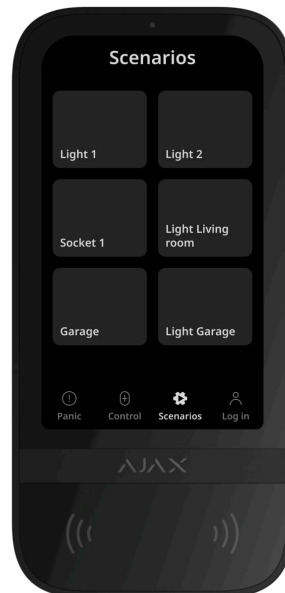 Scenarios
Light 1
Light 2
Socket 1
Light Living
room
Garage
Light Garage
Panic
Control
Scenarios
Log in
AJAX